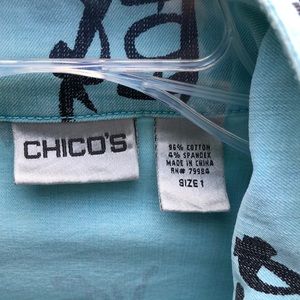 CHICO'S
96% COTTON
4% SPANDEX
MADE IN CHINA
RN# 79984
SIZE 1